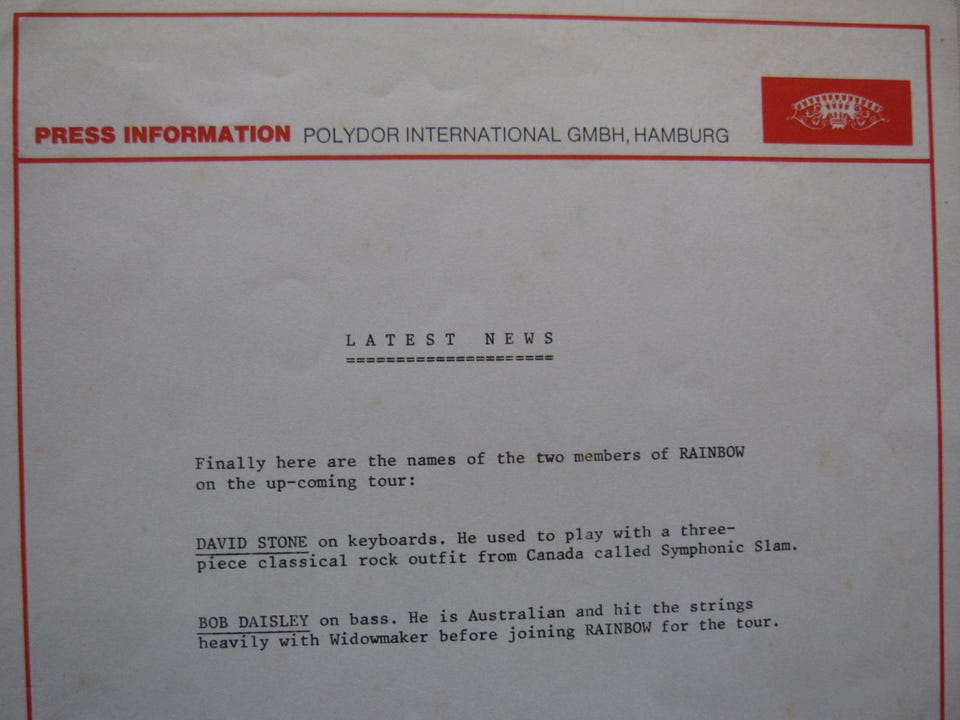 PRESS INFORMATION POLYDOR INTERNATIONAL GMBH, HAMBURG
LATEST NEWS
=====================
Finally here are the names of the two members of RAINBOW
on the up-coming tour:
DAVID STONE on keyboards. He used to play with a three-
piece classical rock outfit from Canada called Symphonic Slam.
BOB DAISLEY on bass. He is Australian and hit the strings
heavily with Widowmaker before joining RAINBOW for the tour.